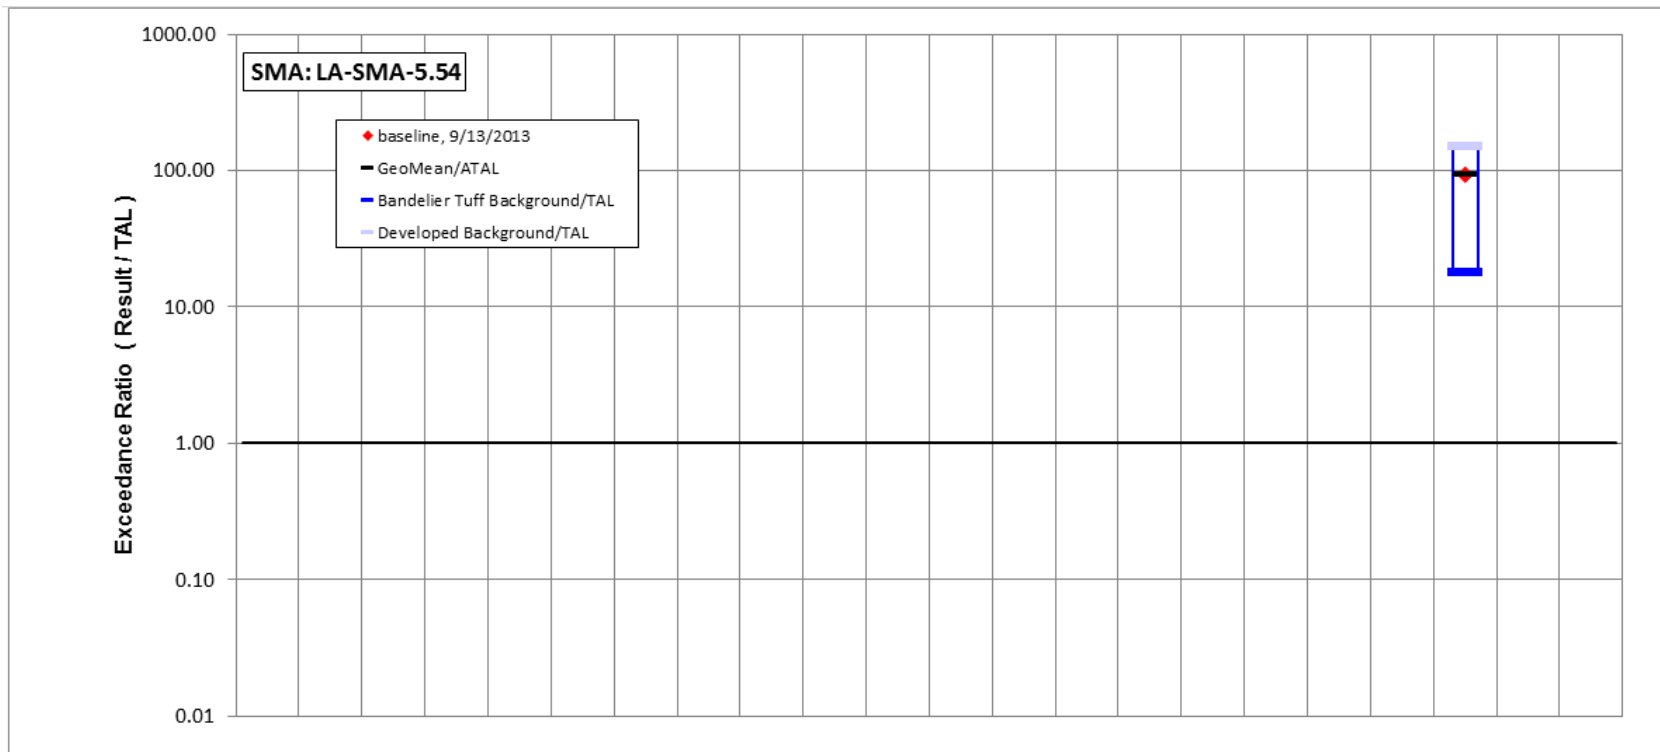 1000.00
SMA: LA-SMA-5.54
baseline, 9/13/2013
GeoMean/ATAL
Bandelier Tuff Background/TAL
Developed Background/TAL
100.00
10.00
1.00
0.10
0.01
Exceedance Ratio ( Result / TAL )